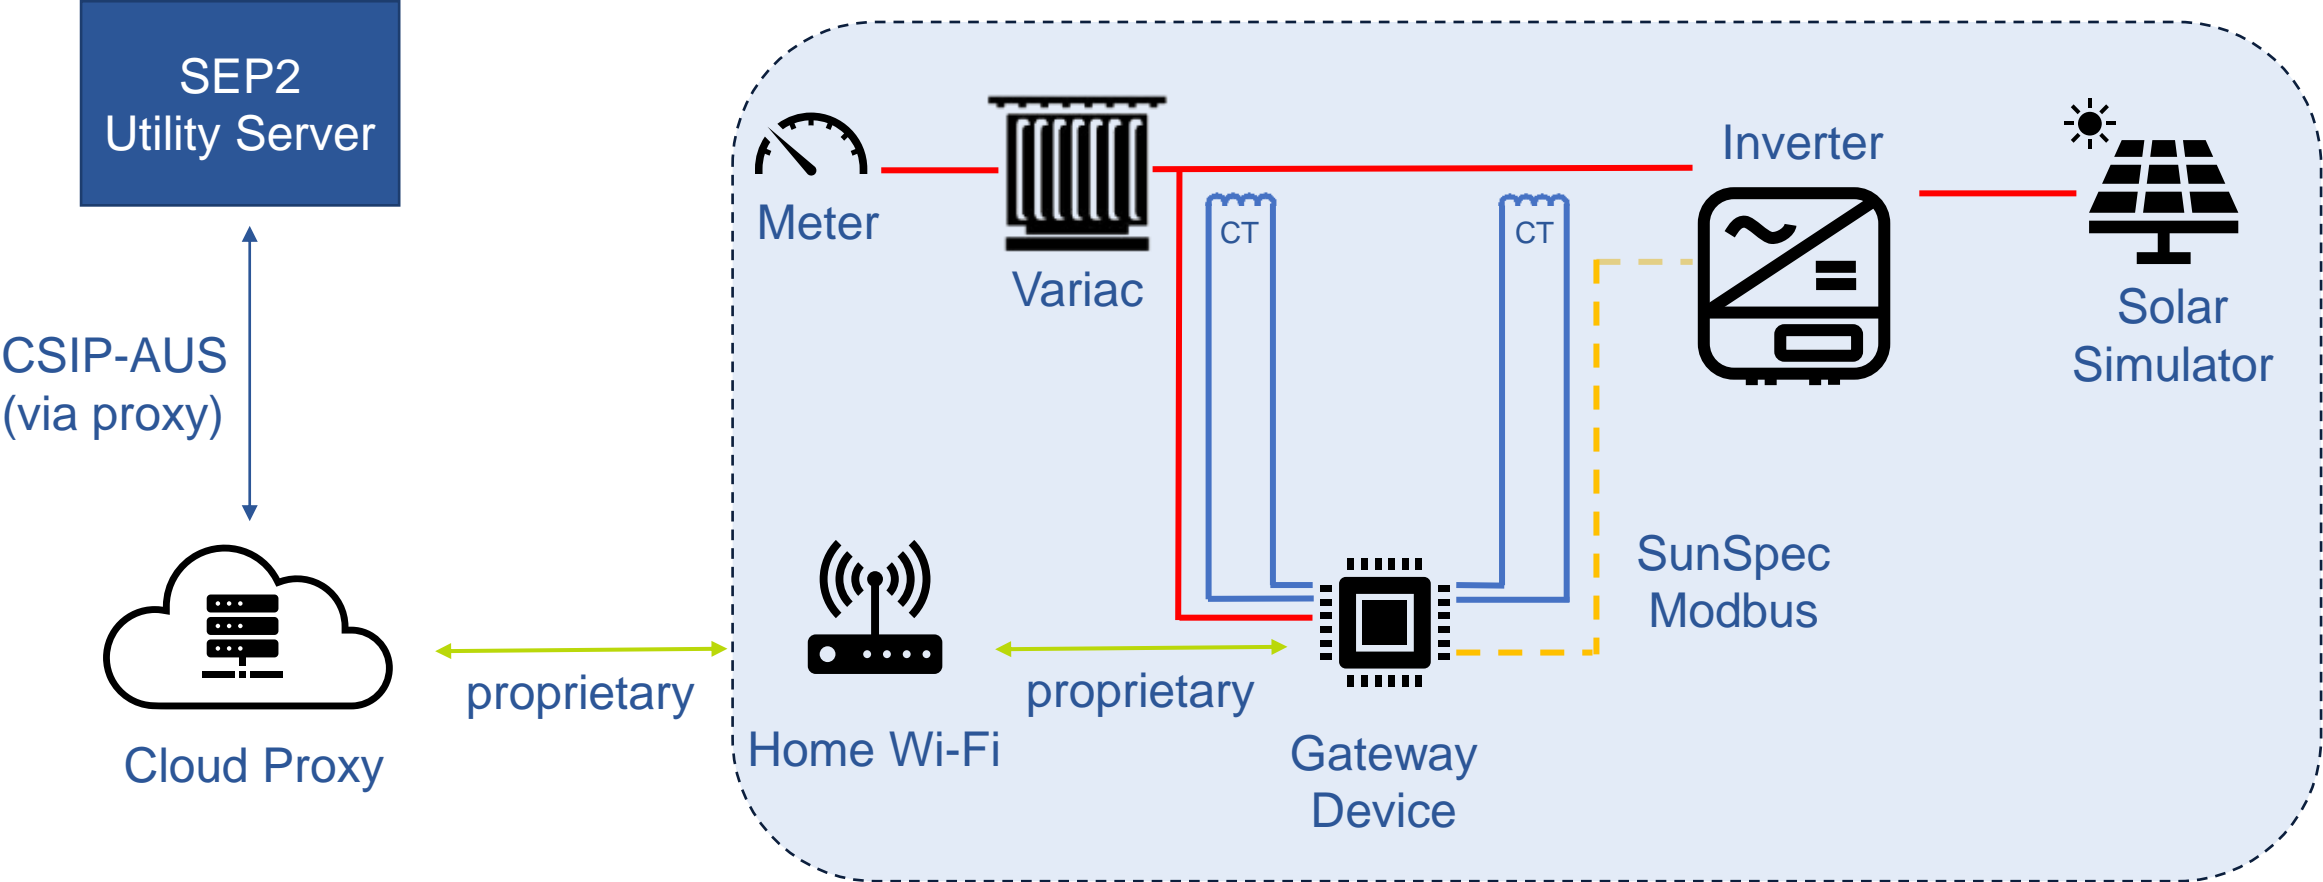 SEP2
Utility Server
CSIP-AUS
(via proxy)
Cloud Proxy
proprietary
Meter
Variac
CT
CT
Inverter
Solar
Simulator
SunSpec
Modbus
Home Wi-Fi
proprietary
Gateway
Device